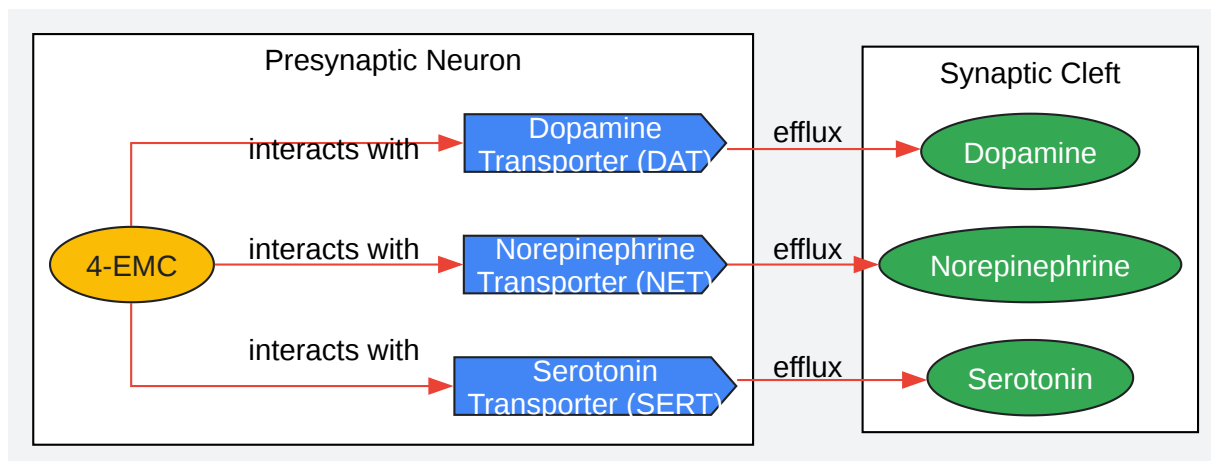 Presynaptic Neuron
Synaptic Cleft
4-EMC
interacts with
Dopamine
Transporter (DAT)
efflux
Dopamine
interacts with
Norepinephrine
Transporter (NET)
efflux
Norepinephrine
interacts with
Serotonin
Transporter (SERT)
efflux
Serotonin